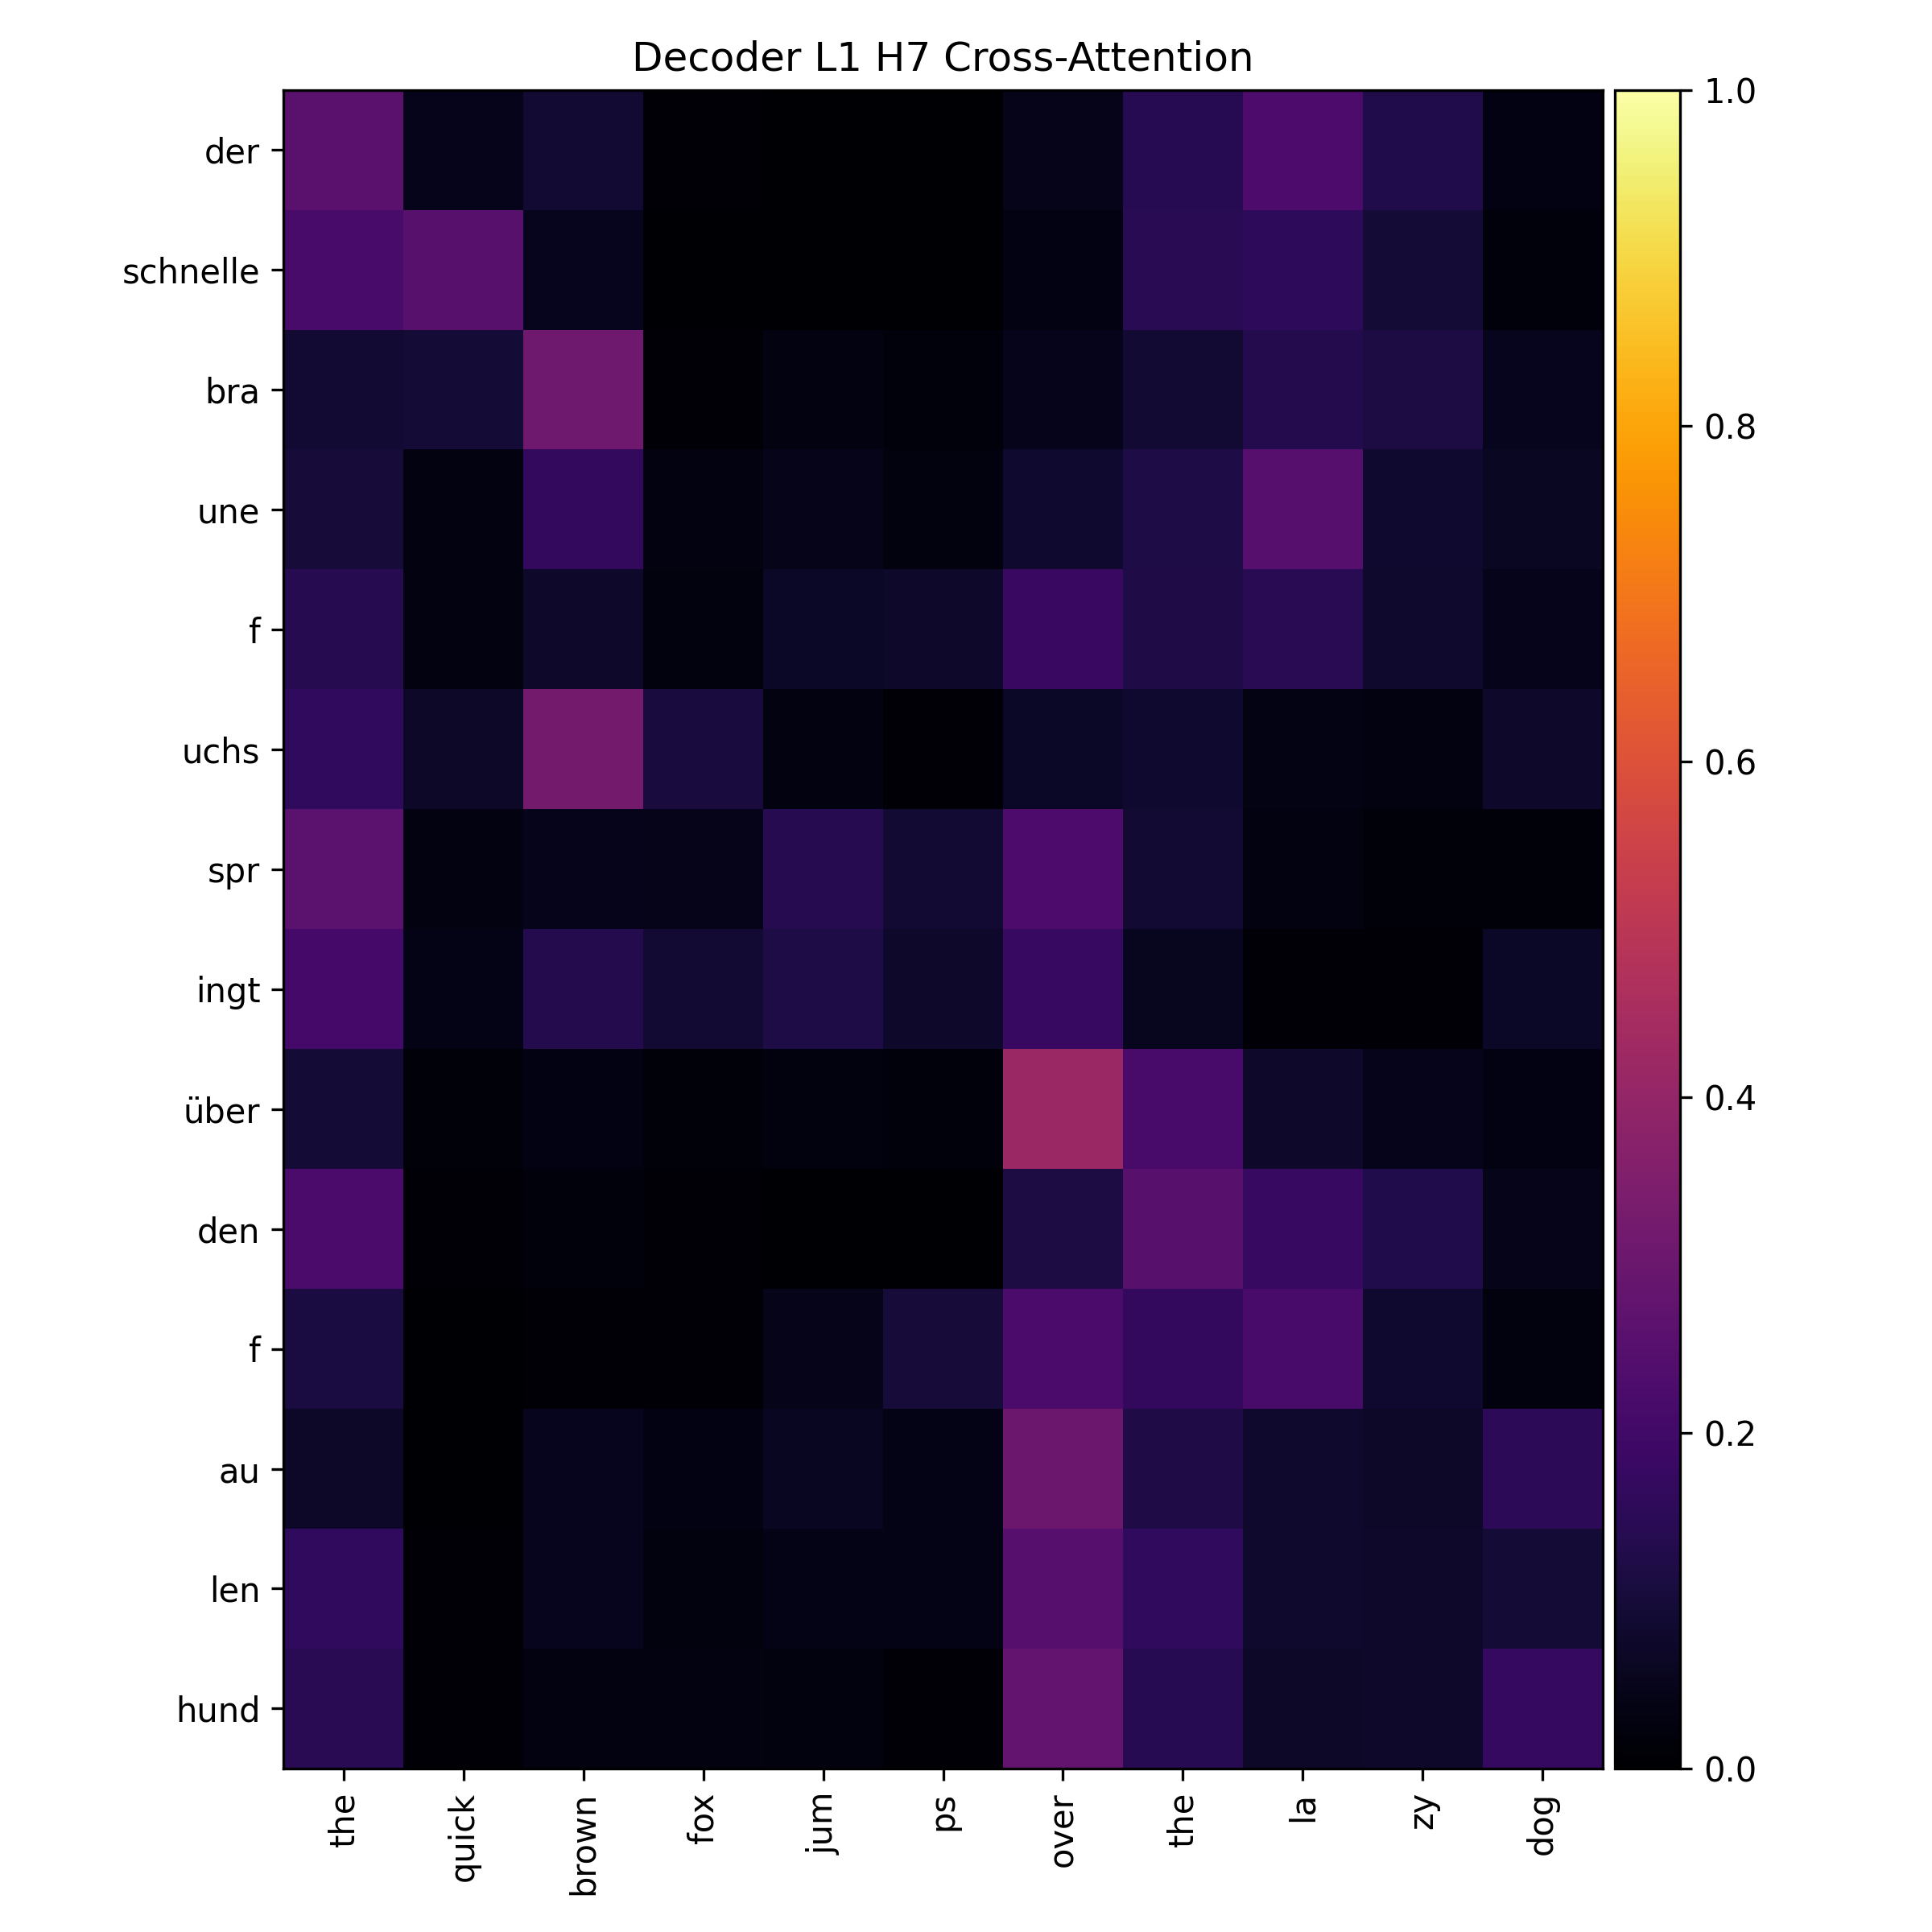 Decoder L1 H7 Cross-Attention
der
schnelle
bra
une
f
uchs
spr
ingt
über
den
f
au
len
hund
the
quick
brown
fox
jum
ps
over
the
la
zy
dog
1.0
0.8
0.6
0.4
0.2
0.0